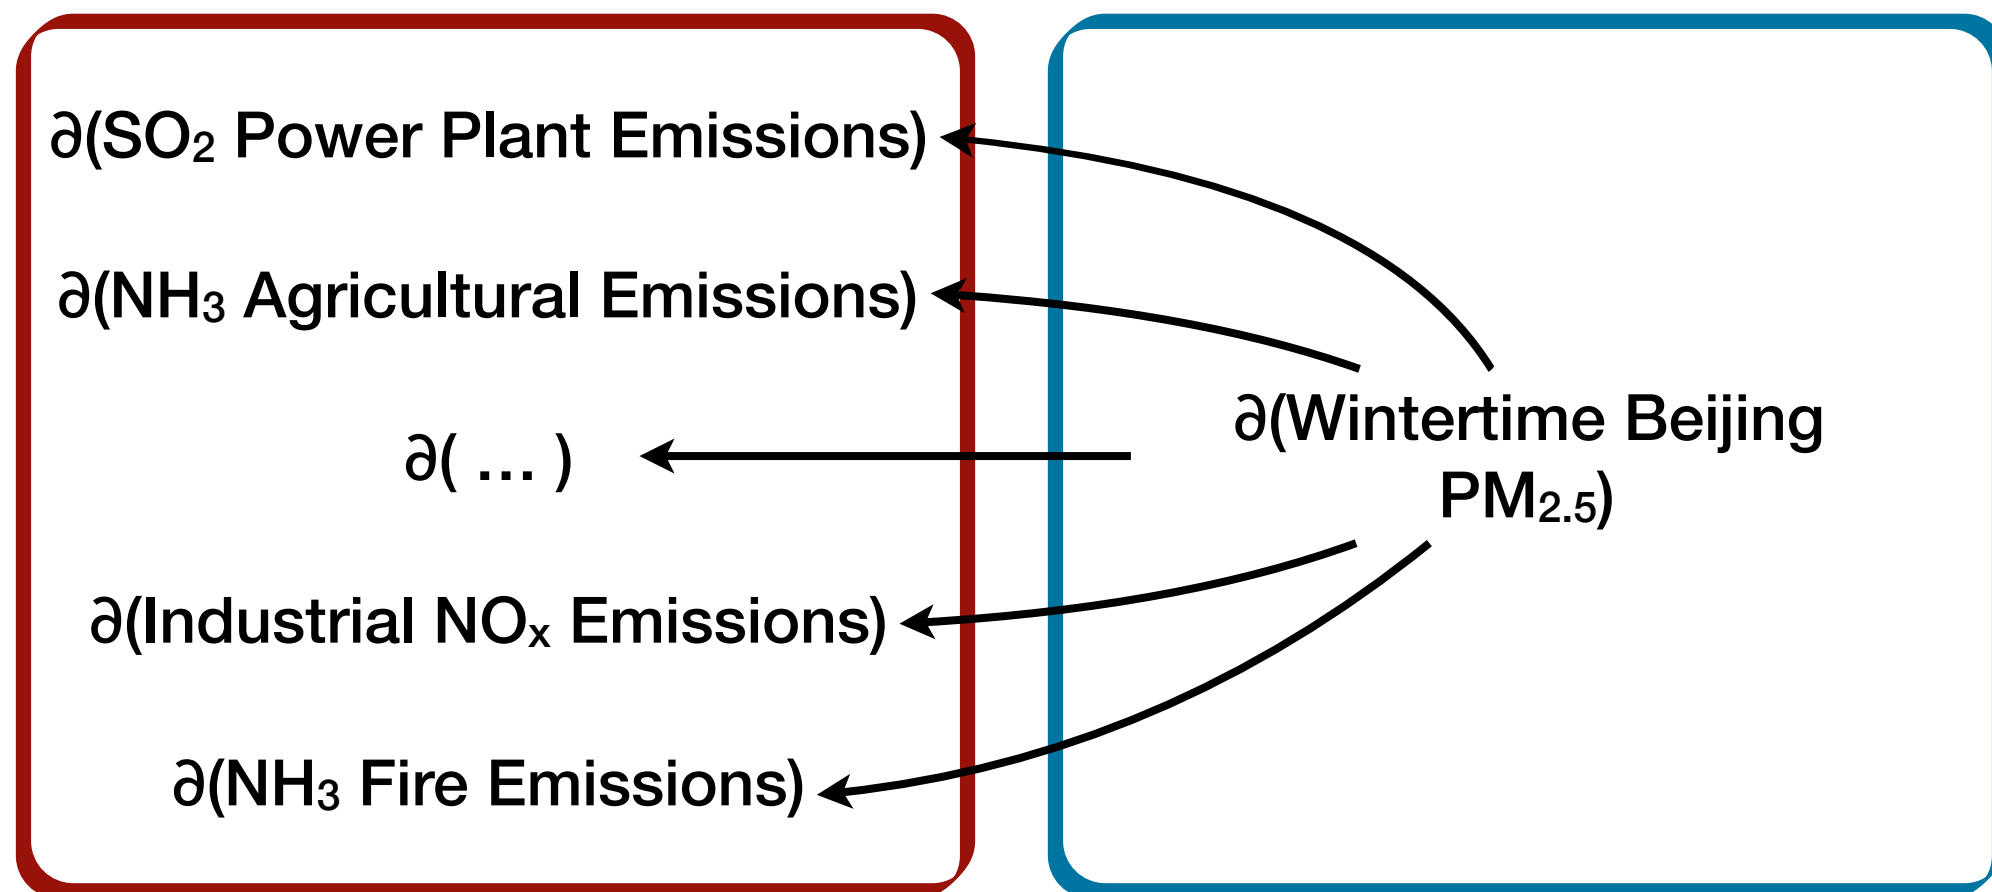 ∂(SO₂ Power Plant Emissions)
∂(NH₃ Agricultural Emissions)
∂( … )
∂(Industrial NOₓ Emissions)
∂(NH₃ Fire Emissions)
∂(Wintertime Beijing
PM₂.₅)